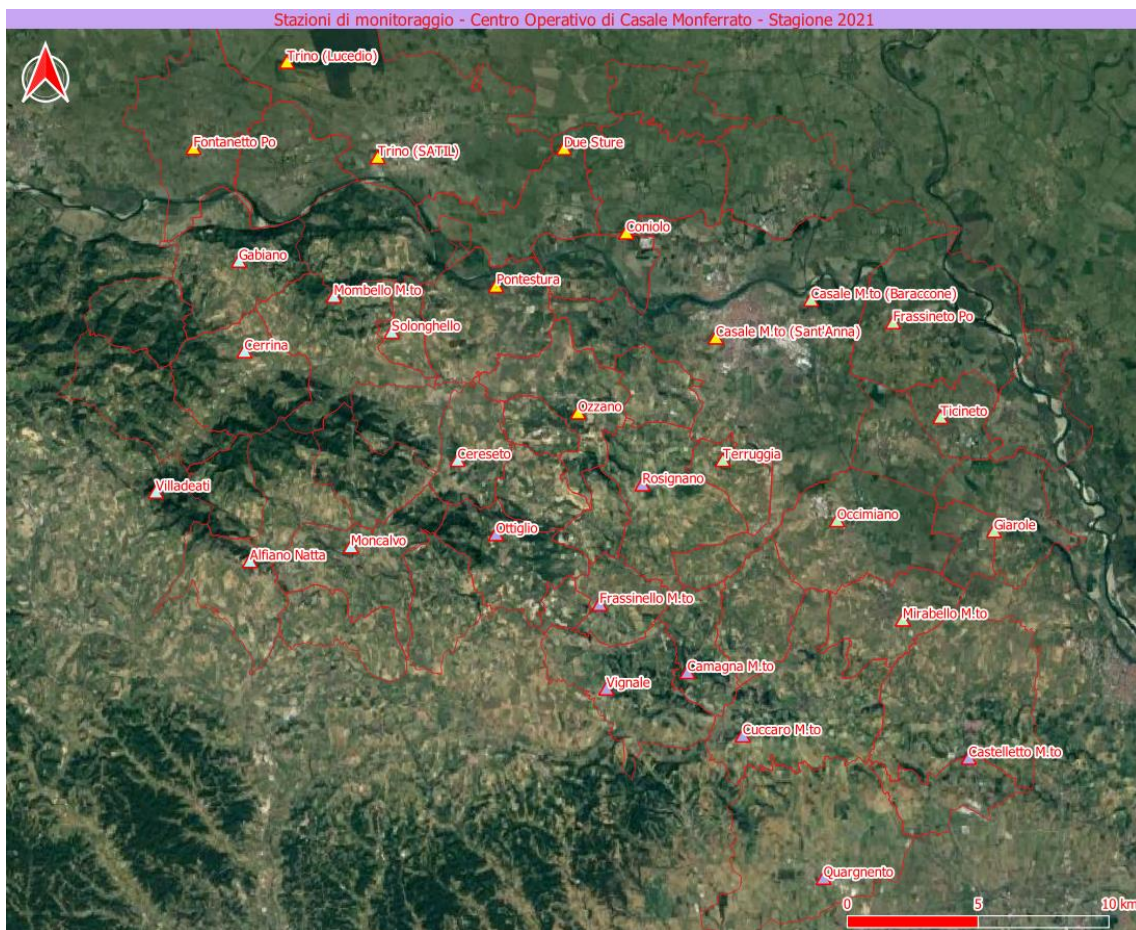 Stazioni di monitoraggio - Centro Operativo di Casale Monferrato - Stagione 2021
Trino (Lucedio)
Fontanetto Po
Trino (SATIL)
Due Sture
Coniolo
Gabiano
Pontestura
Mombello M.to
Casale M.to (Baraccone)
Frassineto Po
Solonghello
Casale M.to (Sant'Anna)
Cerrina
Ozzano
Ticineto
Cereseto
Terruggia
Rosignano
Villadeati
Occimiano
Giarole
Ottiglio
Moncalvo
Alfiano Natta
Frassinello M.to
Mirabello M.to
Camagna M.to
Vignale
Cuccaro M.to
Castelletto M.to
Quargnento
0 5 10 km